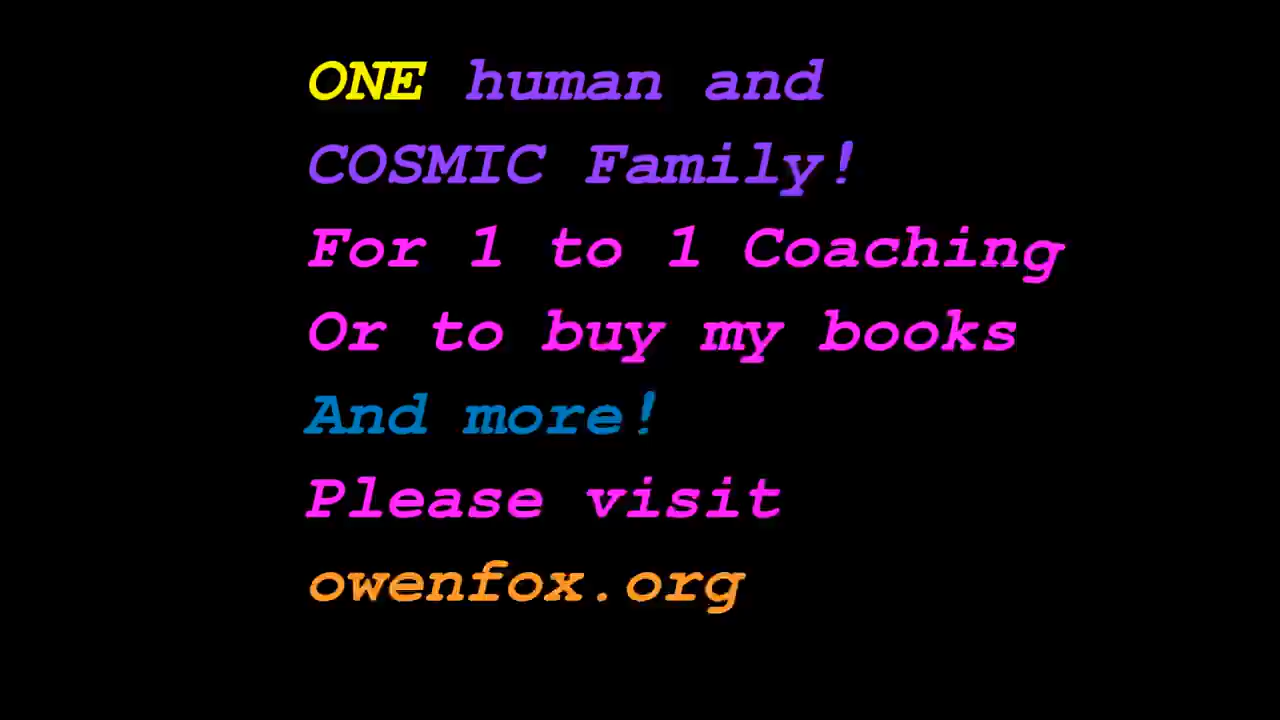 ONE human and
COSMIC Family!
For 1 to 1 Coaching
Or to buy my books
And more!
Please visit
owenfox.org